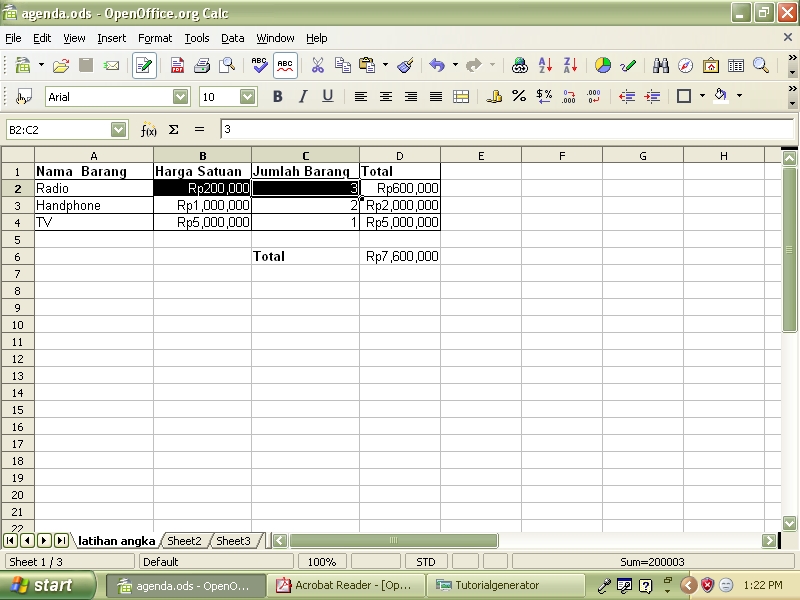 agenda.ods - OpenOffice.org Calc
File Edit View Insert Format Tools Data Window Help
ABC ABC
Arial 10 B I U
B2:C2 f(x) Σ = 3
A B C D E F G H
1 Nama Barang Harga Satuan Jumlah Barang Total
2 Radio Rp200,000 3 Rp600,000
3 Handphone Rp1,000,000 2 Rp2,000,000
4 TV Rp5,000,000 1 Rp5,000,000
5
6 Total Rp7,600,000
7
8
9
10
11
12
13
14
15
16
17
18
19
20
21
22
latihan angka Sheet2 Sheet3
Sheet 1 / 3 Default 100% STD Sum=200003
start agenda.ods - OpenO... Acrobat Reader - [Op... Tutorialgenerator 1:22 PM